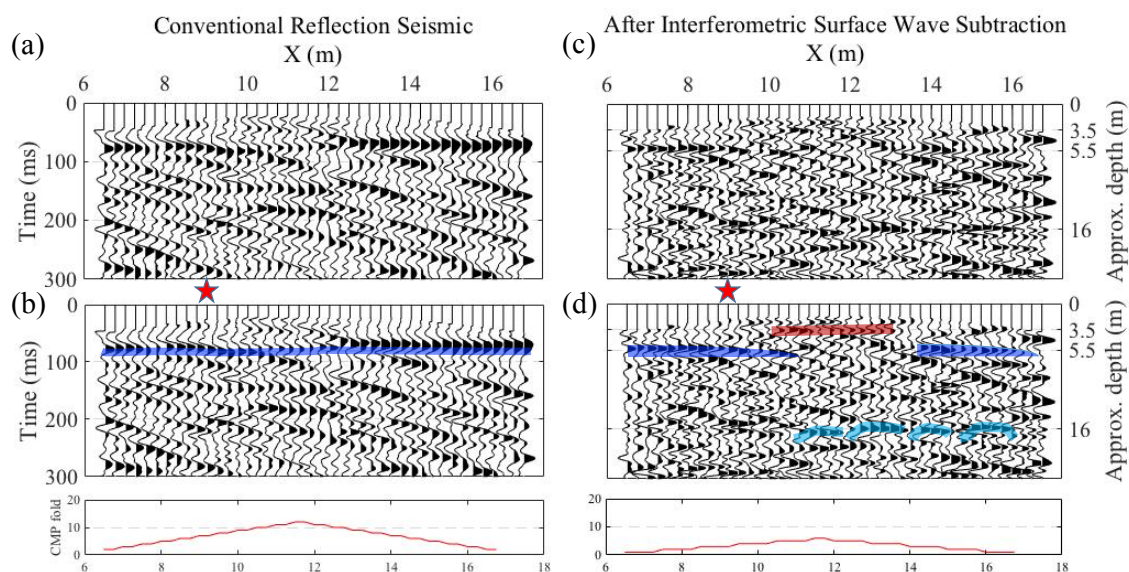 Conventional Reflection Seismic
After Interferometric Surface Wave Subtraction
(a)
X (m)
(c)
X (m)
6 8 10 12 14 16
6 8 10 12 14 16
0
100
200
300
Time (ms)
0
3.5
5.5
16
Approx. depth (m)
(b)
(d)
0
100
200
300
Time (ms)
0
3.5
5.5
16
Approx. depth (m)
20
10
0
CMP fold
6 8 10 12 14 16 18
20
10
0
6 8 10 12 14 16 18